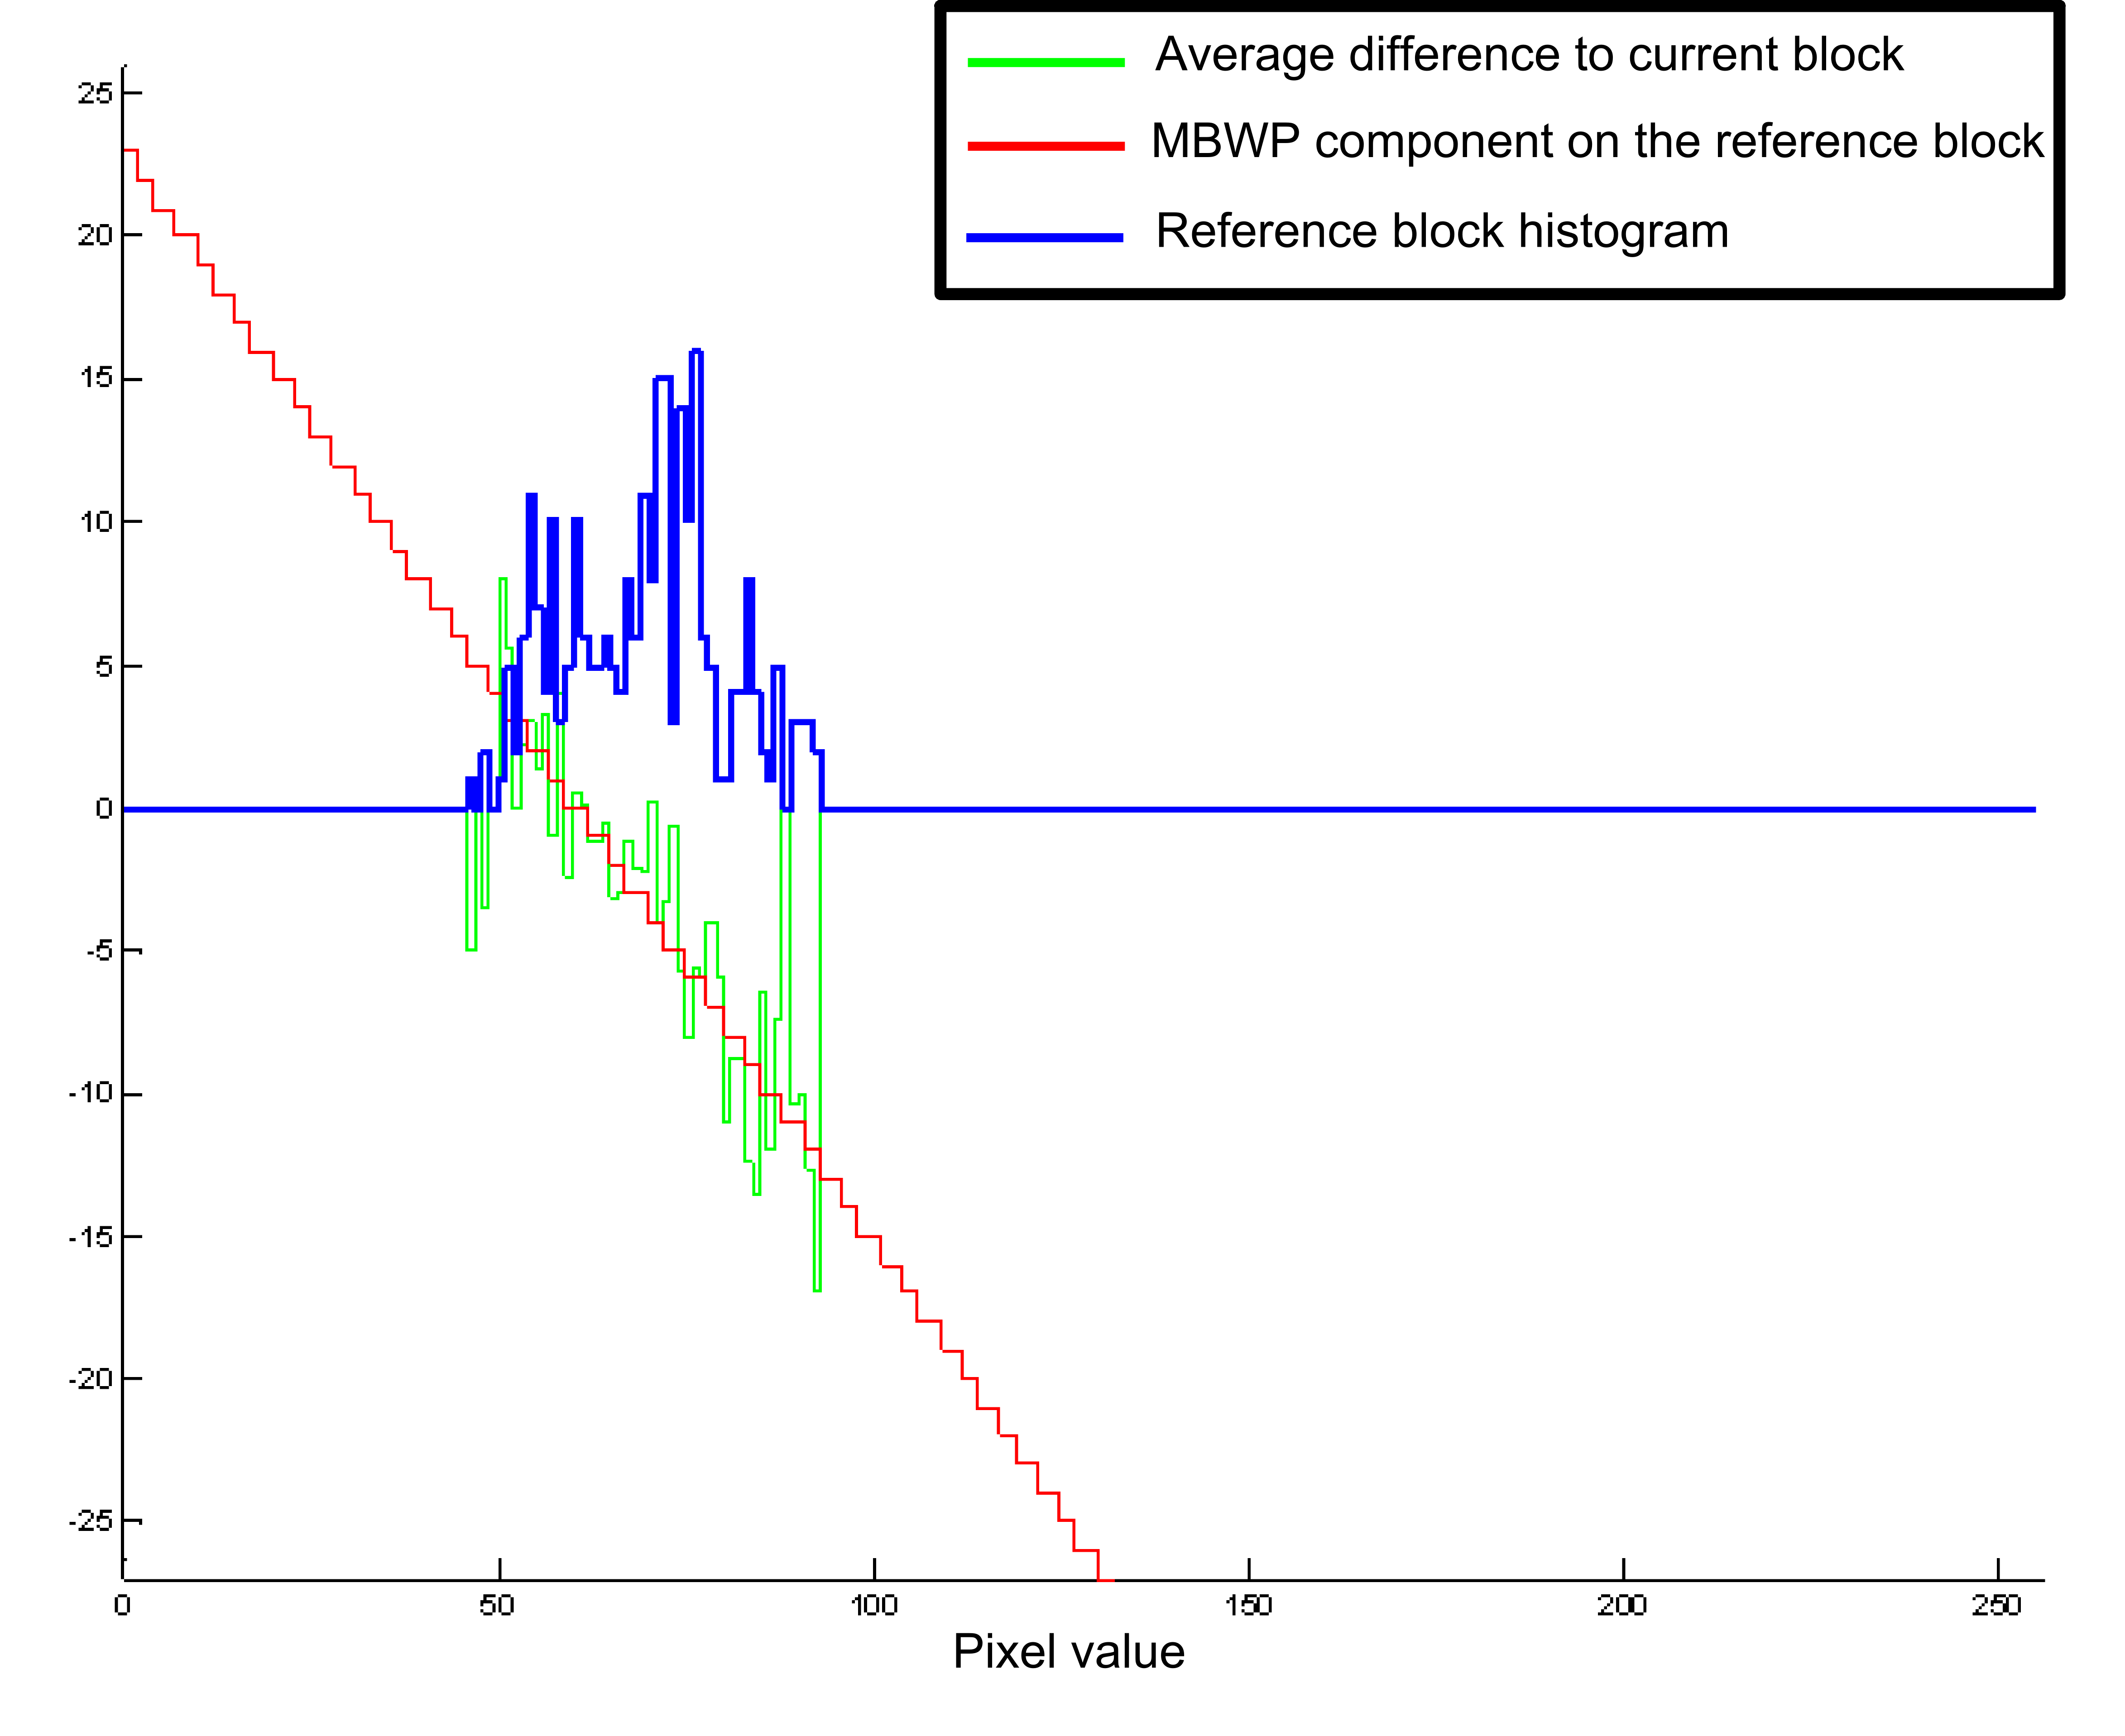 Average difference to current block
MBWP component on the reference block
Reference block histogram
25
20
15
10
5
0
-5
-10
-15
-20
-25
0 50 100 150 200 250
Pixel value